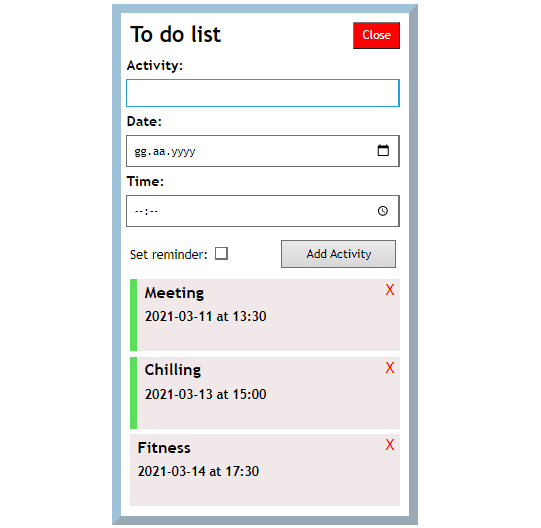 To do list
Close
Activity:
Date:
gg.aa.yyyy
Time:
--:--
Set reminder:
Add Activity
Meeting
X
2021-03-11 at 13:30
Chilling
X
2021-03-13 at 15:00
Fitness
X
2021-03-14 at 17:30